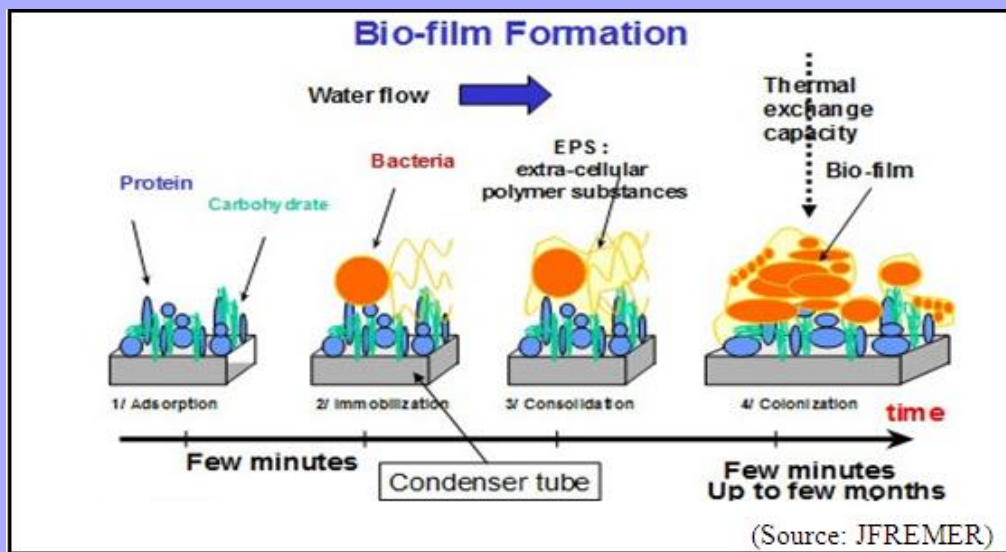 Bio-film Formation
Water flow
Thermal
exchange
capacity
EPS :
extra-cellular
polymer substances
Bacteria
Bio-film
Protein
Carbohydrate
1/ Adsorption
2/ Immobilization
3/ Consolidation
4/ Colonization
time
Few minutes
Condenser tube
Few minutes
Up to few months
(Source: JFREMER)